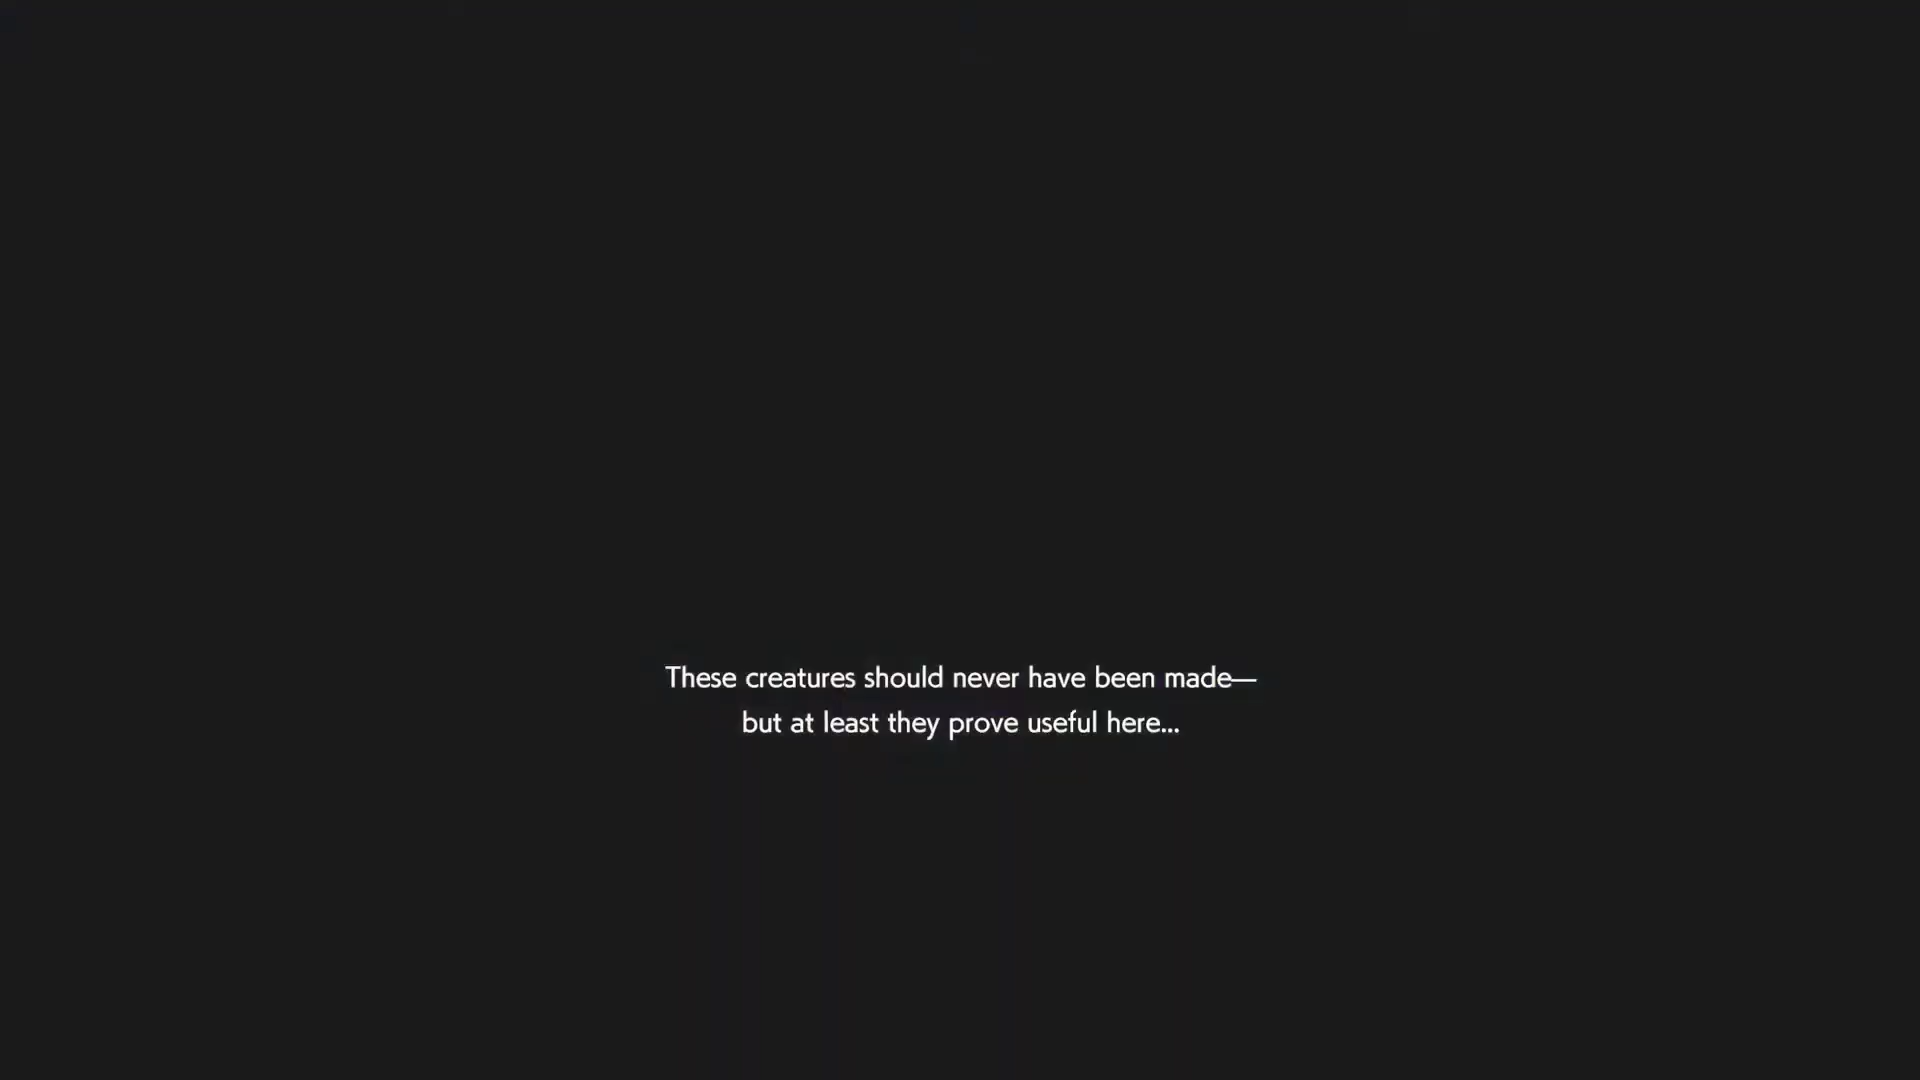 These creatures should never have been made—
but at least they prove useful here...